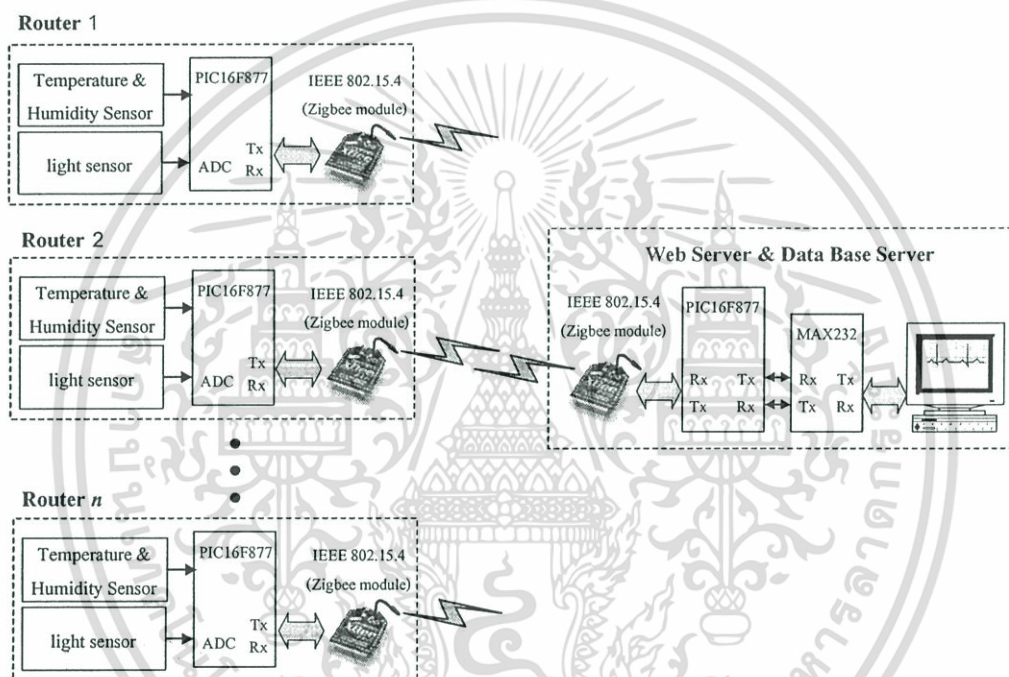 Router 1
Temperature &
Humidity Sensor
light sensor
PIC16F877
ADC
Tx
Rx
IEEE 802.15.4
(Zigbee module)
Router 2
Temperature &
Humidity Sensor
light sensor
PIC16F877
ADC
Tx
Rx
IEEE 802.15.4
(Zigbee module)
Router n
Temperature &
Humidity Sensor
light sensor
PIC16F877
ADC
Tx
Rx
IEEE 802.15.4
(Zigbee module)
Web Server & Data Base Server
IEEE 802.15.4
(Zigbee module)
PIC16F877
Rx Tx
Tx Rx
MAX232
Rx Tx
Tx Rx